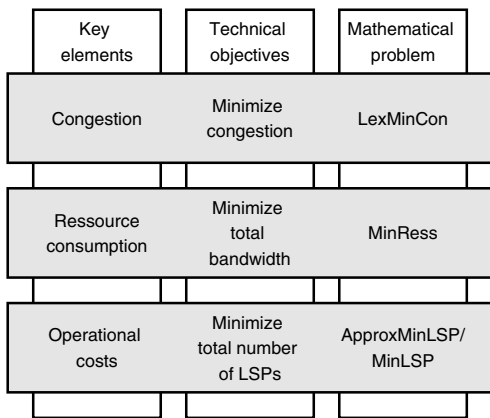 Key
elements
Technical
objectives
Mathematical
problem
Congestion
Minimize
congestion
LexMinCon
Ressource
consumption
Minimize
total
bandwidth
MinRess
Operational
costs
Minimize
total number
of LSPs
ApproxMinLSP/
MinLSP